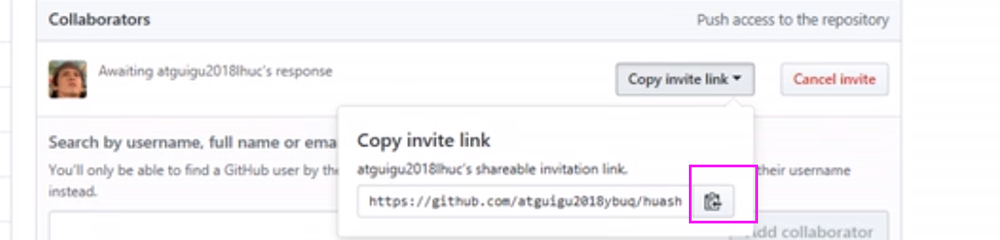 Collaborators
Push access to the repository
Awaiting atguigu2018lhuc's response
Copy invite link
Cancel invite
Search by username, full name or ema
You'll only be able to find a GitHub user by the
their username
instead.
Copy invite link
atguigu2018lhuc's shareable invitation link.
https://github.com/atguigu2018ybuq/huash
Add collaborator